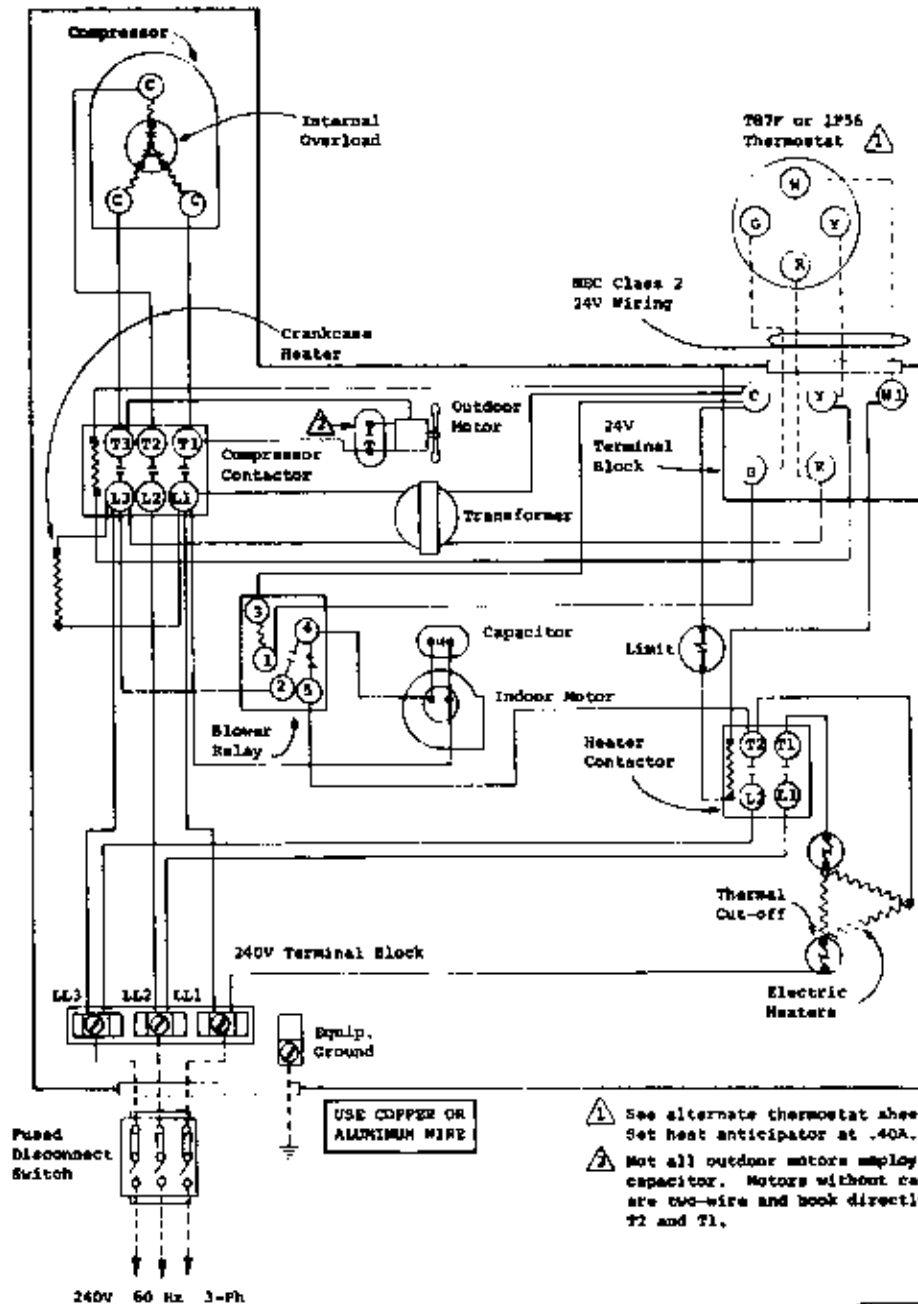 Compressor
C
Internal
Overload
C
C
T87F or 1F56
Thermostat
1
W
G
Y
R
NEC Class 2
24V Wiring
Crankcase
Heater
2
Outdoor
Motor
C
Y
W1
T3
T2
T1
Compressor
Contactor
24V
Terminal
Block
G
R
L3
L2
L1
Transformer
3
4
1
2
5
Capacitor
Limit
Indoor Motor
Blower
Relay
Heater
Contactor
T2
T1
L2
L1
Thermal
Cut-off
240V Terminal Block
LL3
LL2
LL1
Electric
Heaters
Equip.
Ground
USE COPPER OR
ALUMINUM WIRE
Fused
Disconnect
Switch
1 See alternate thermostat shee
Set heat anticipator at .40A.
2 Not all outdoor motors employ
capacitor. Motors without
are two-wire and hook directl
T2 and T1.
240V 60 Hz 3-Ph